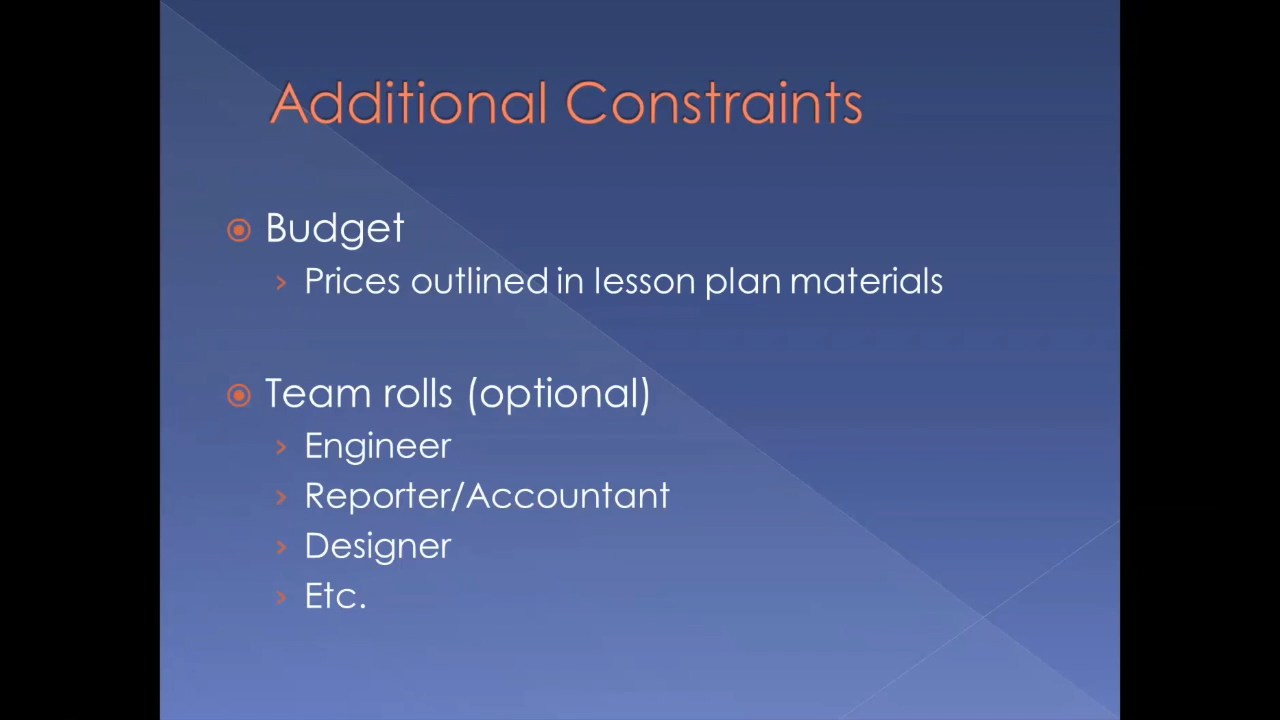 Additional Constraints
Budget
Prices outlined in lesson plan materials
Team rolls (optional)
Engineer
Reporter/Accountant
Designer
Etc.